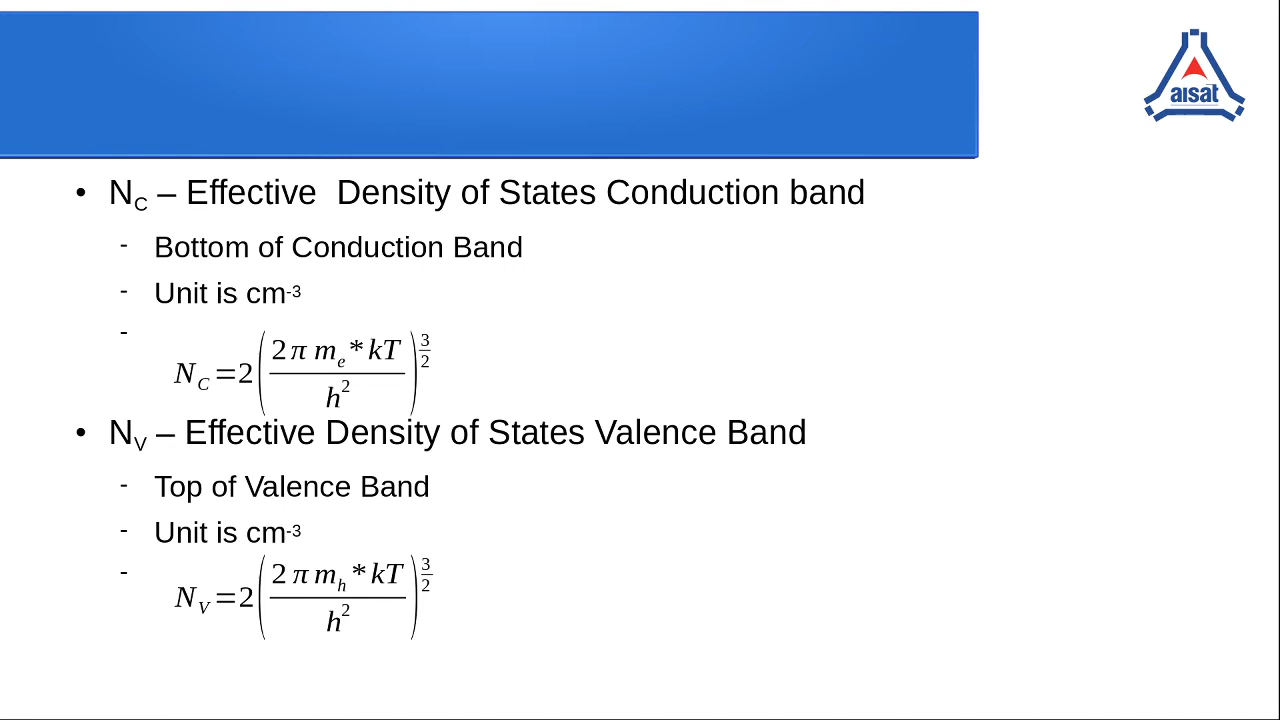 aısat
• N_C – Effective  Density of States Conduction band
- Bottom of Conduction Band
- Unit is cm^-3
- N_C=2(2π m_e*kT/h^2)^3/2
• N_V – Effective Density of States Valence Band
- Top of Valence Band
- Unit is cm^-3
- N_V=2(2π m_h*kT/h^2)^3/2